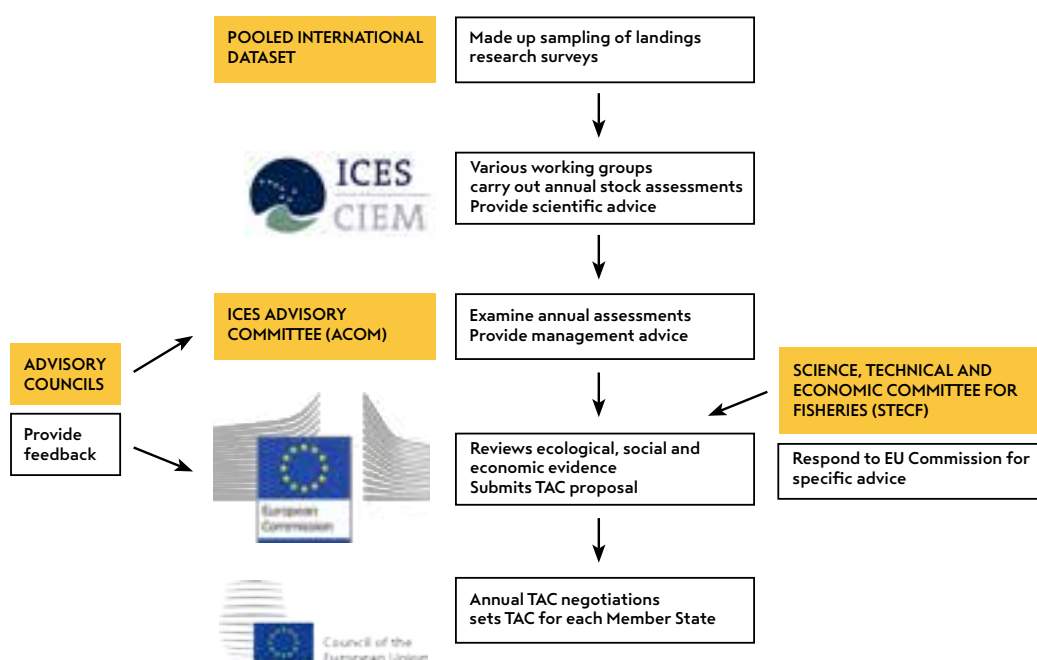 POOLED INTERNATIONAL
DATASET
Made up sampling of landings
research surveys
ICES
CIEM
Various working groups
carry out annual stock assessments
Provide scientific advice
ICES ADVISORY
COMMITTEE (ACOM)
Examine annual assessments
Provide management advice
ADVISORY
COUNCILS
Provide
feedback
SCIENCE, TECHNICAL AND
ECONOMIC COMMITTEE FOR
FISHERIES (STECF)
Respond to EU Commission for
specific advice
European
Commission
Reviews ecological, social and
economic evidence
Submits TAC proposal
Council of the
European Union
Annual TAC negotiations
sets TAC for each Member State